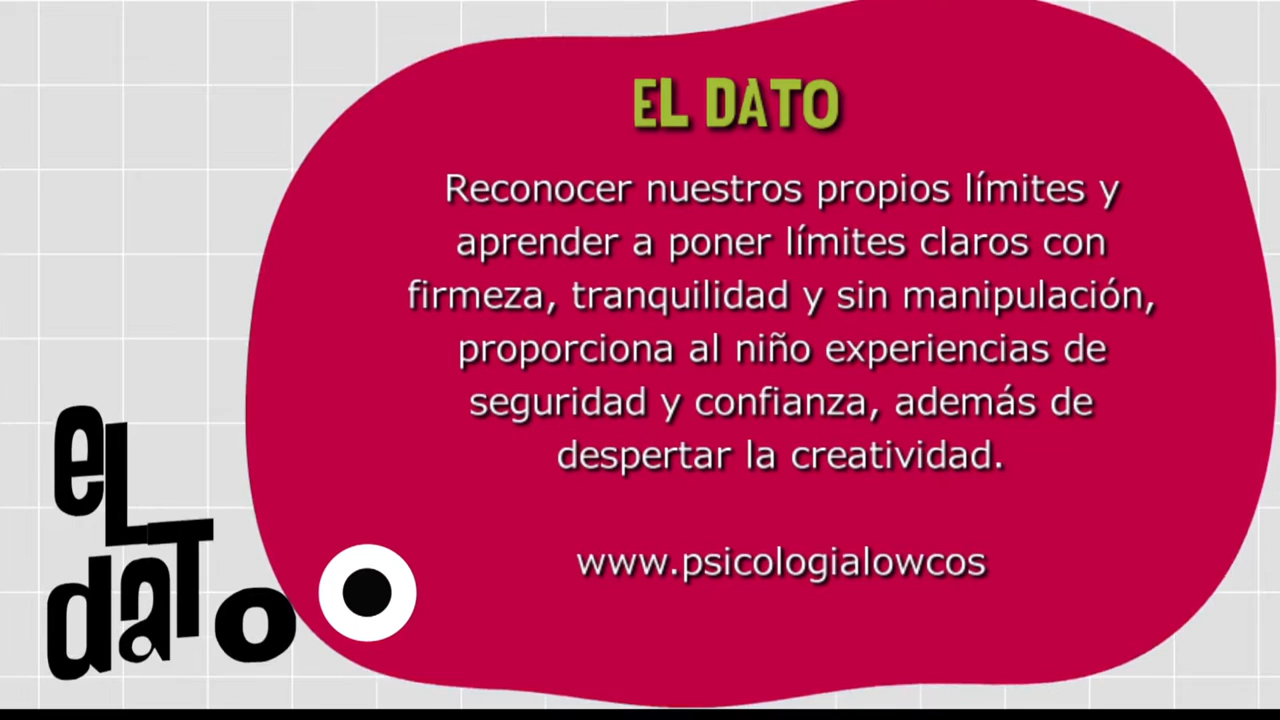 EL DATO
Reconocer nuestros propios límites y
aprender a poner límites claros con
firmeza, tranquilidad y sin manipulación,
proporciona al niño experiencias de
seguridad y confianza, además de
despertar la creatividad.
www.psicologialowcos
eL
daTo